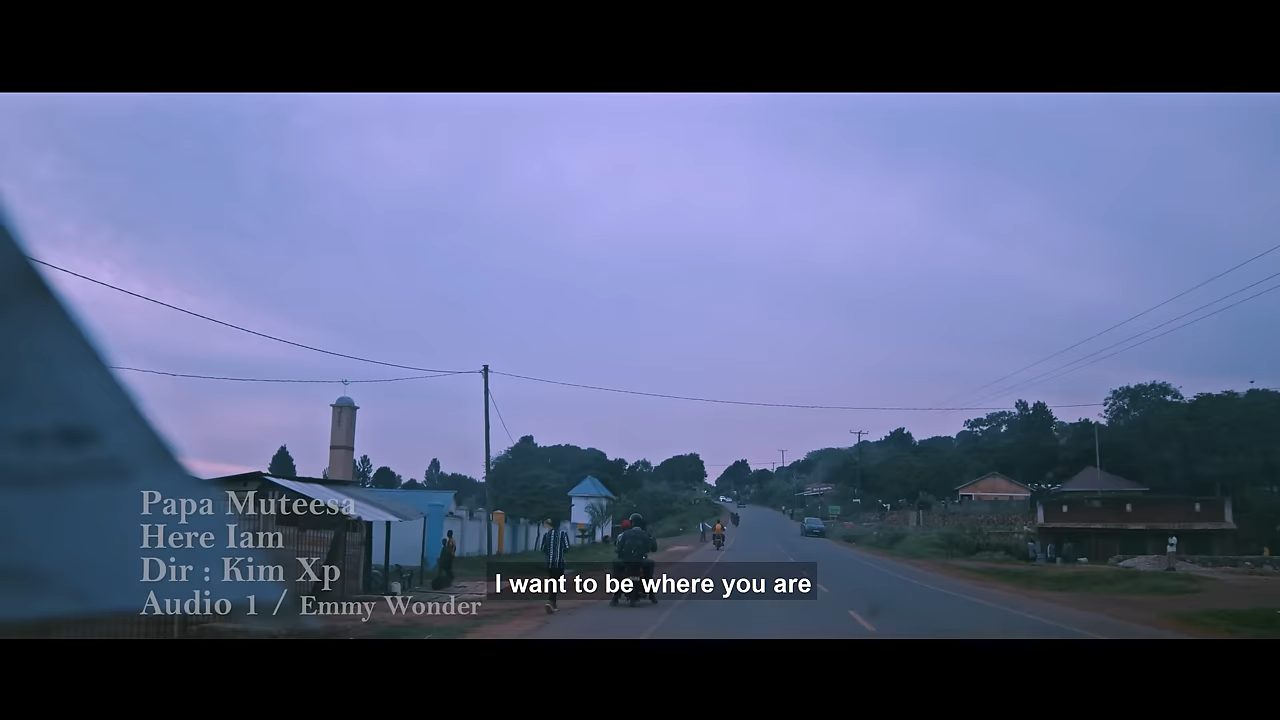 Papa Muteesa
Here Iam
Dir : Kim Xp
Audio 1 / Emmy Wonder
I want to be where you are